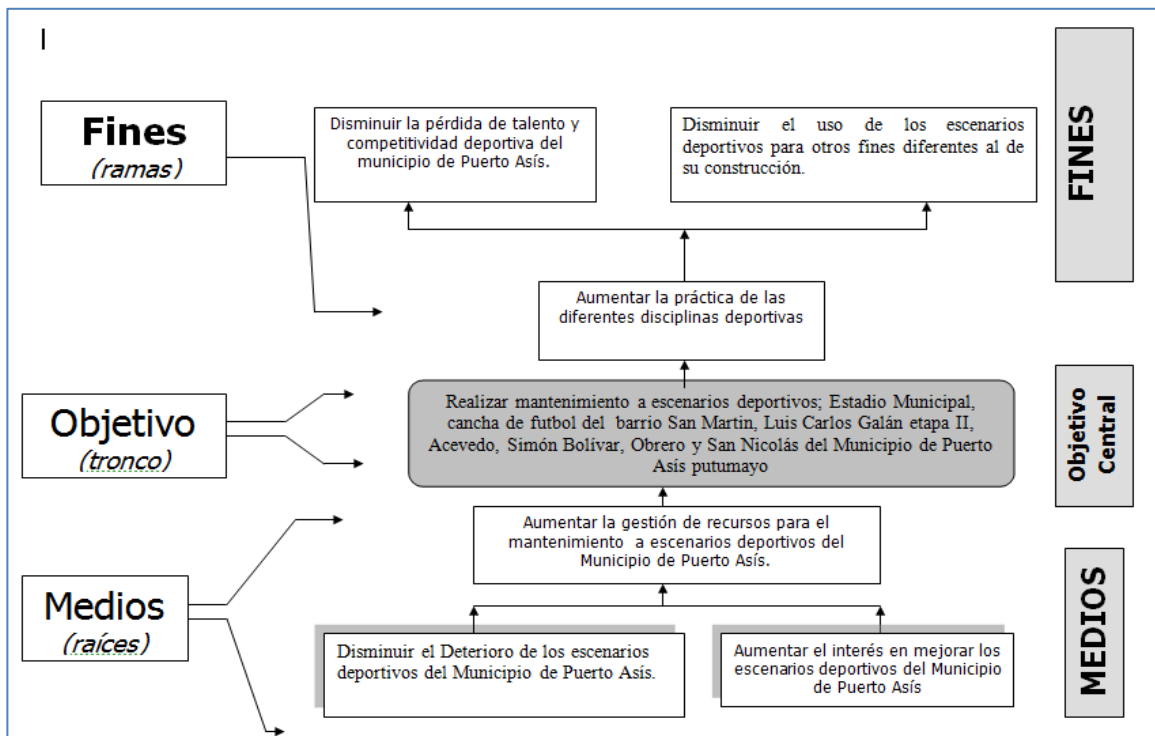 Fines
(ramas)
Disminuir la pérdida de talento y
competitividad deportiva del
municipio de Puerto Asís.
Disminuir el uso de los escenarios
deportivos para otros fines diferentes al de
su construcción.
FINES
Aumentar la práctica de las
diferentes disciplinas deportivas
Objetivo
(tronco)
Realizar mantenimiento a escenarios deportivos; Estadio Municipal,
cancha de futbol del barrio San Martin, Luis Carlos Galán etapa II,
Acevedo, Simón Bolívar, Obrero y San Nicolás del Municipio de Puerto
Asís putumayo
Objetivo
Central
Aumentar la gestión de recursos para el
mantenimiento a escenarios deportivos del
Municipio de Puerto Asís.
Medios
(raíces)
Disminuir el Deterioro de los escenarios
deportivos del Municipio de Puerto Asís.
Aumentar el interés en mejorar los
escenarios deportivos del Municipio
de Puerto Asís
MEDIOS